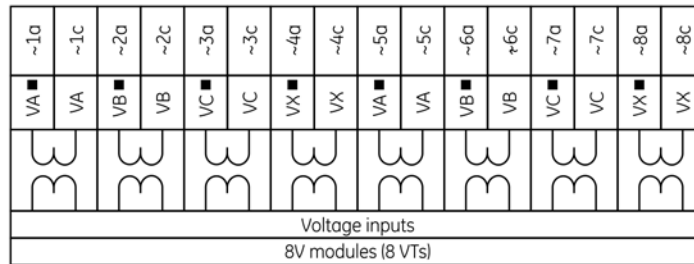 ~1a ~1c ~2a ~2c ~3a ~3c ~4a ~4c ~5a ~5c ~6a ~6c ~7a ~7c ~8a ~8c
VA■ VA VB■ VB VC■ VC VX■ VX VA■ VA VB■ VB VC■ VC VX■ VX
Voltage inputs
8V modules (8 VTs)